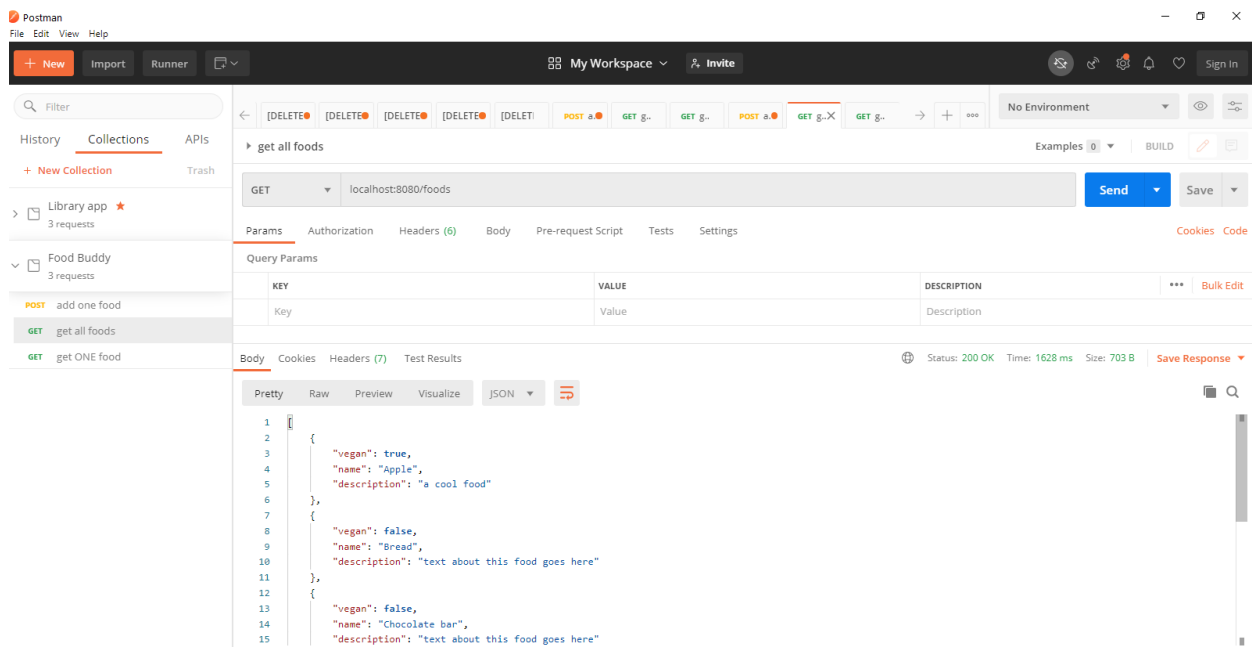 Postman
File Edit View Help
+ New Import Runner My Workspace Invite Sign In
Filter
History Collections APIs
+ New Collection Trash
Library app
3 requests
Food Buddy
3 requests
POST add one food
GET get all foods
GET get ONE food
[DELETE [DELETE [DELETE [DELETE [DELETI POST a. GET g.. GET g.. POST a. GET g.. X GET g..
No Environment
get all foods Examples 0 BUILD
GET localhost:8080/foods Send Save
Params Authorization Headers (6) Body Pre-request Script Tests Settings Cookies Code
Query Params
KEY VALUE DESCRIPTION ••• Bulk Edit
Key Value Description
Body Cookies Headers (7) Test Results Status: 200 OK Time: 1628 ms Size: 703 B Save Response
Pretty Raw Preview Visualize JSON
1 [
2 {
3 "vegan": true,
4 "name": "Apple",
5 "description": "a cool food"
6 },
7 {
8 "vegan": false,
9 "name": "Bread",
10 "description": "text about this food goes here"
11 },
12 {
13 "vegan": false,
14 "name": "Chocolate bar",
15 "description": "text about this food goes here"